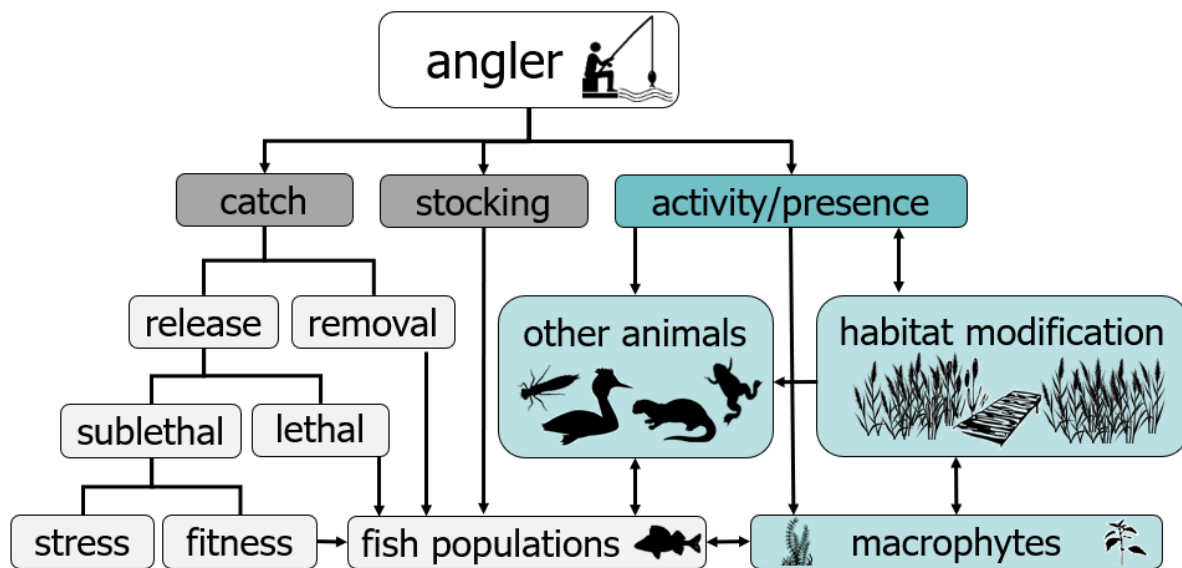 angler
catch
stocking
activity/presence
release
removal
other animals
habitat modification
sublethal
lethal
stress
fitness
fish populations
macrophytes